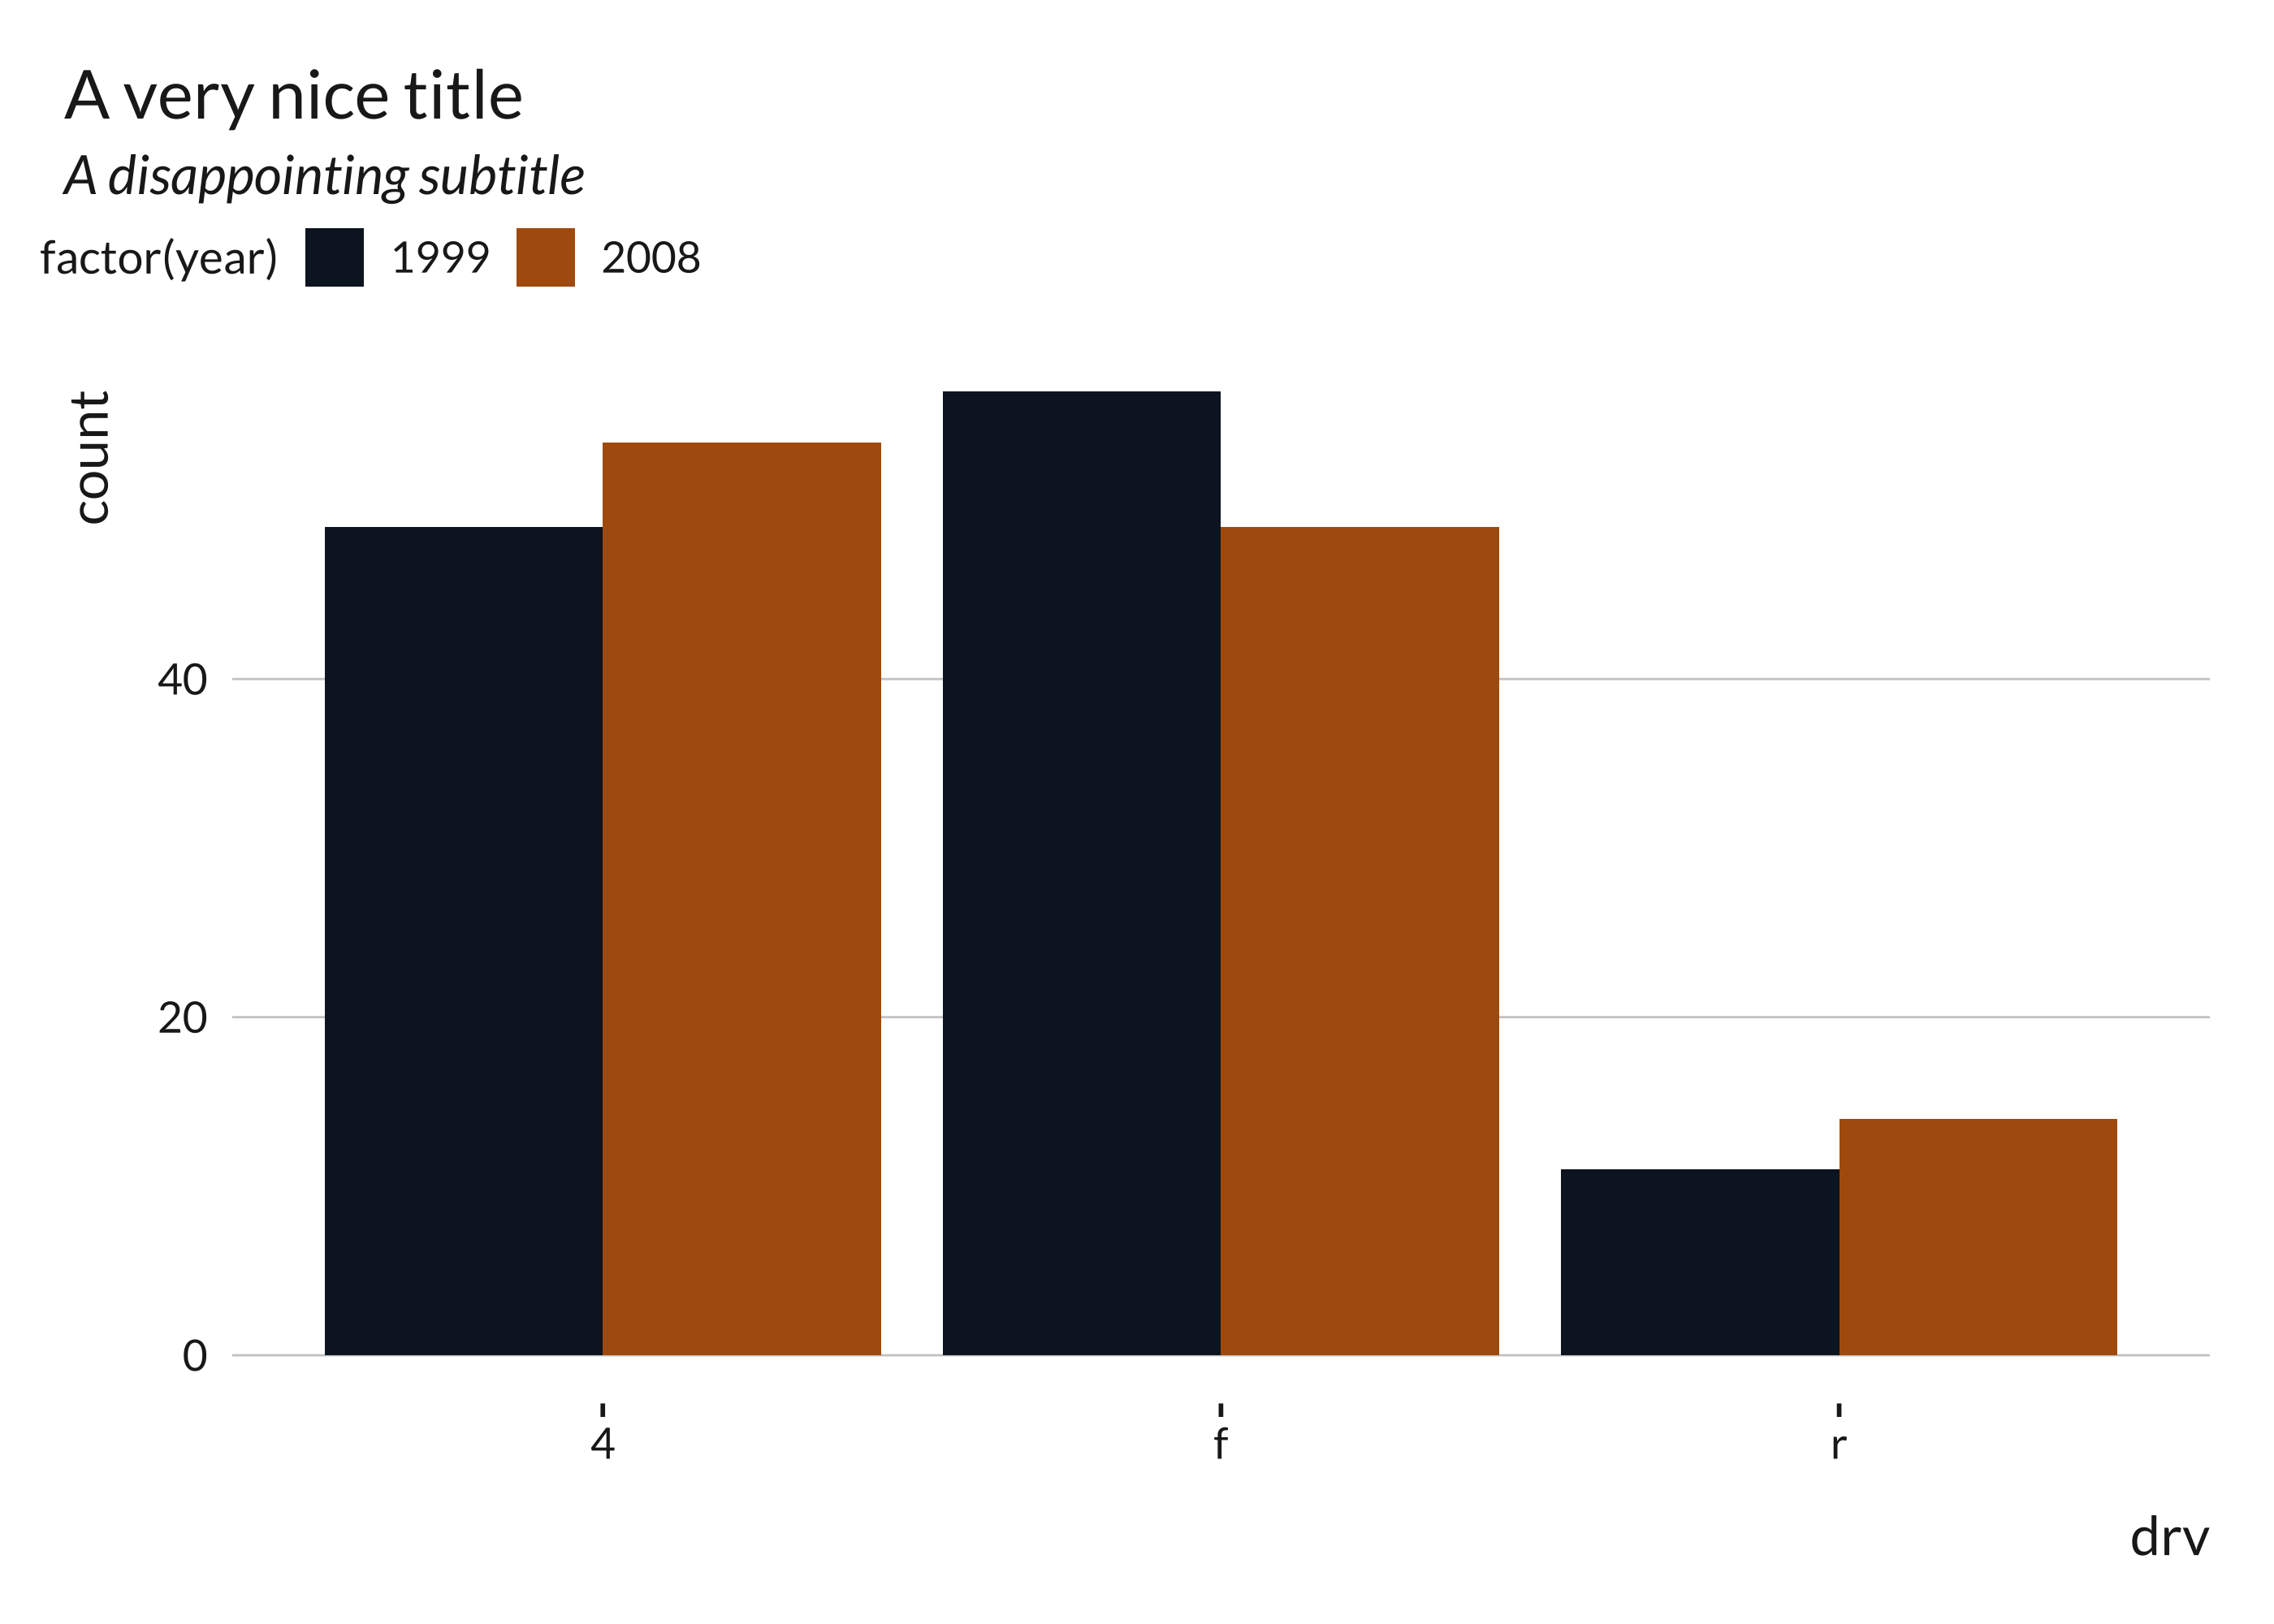 A very nice title
A disappointing subtitle
factor(year) 1999 2008
count
40
20
0
4 f r
drv